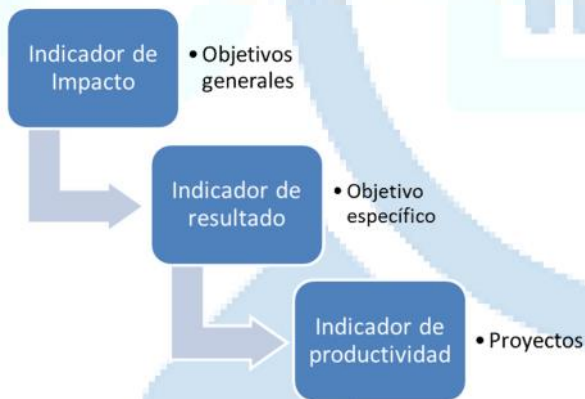 Indicador de
Impacto
• Objetivos
generales
Indicador de
resultado
• Objetivo
específico
Indicador de
productividad
• Proyectos